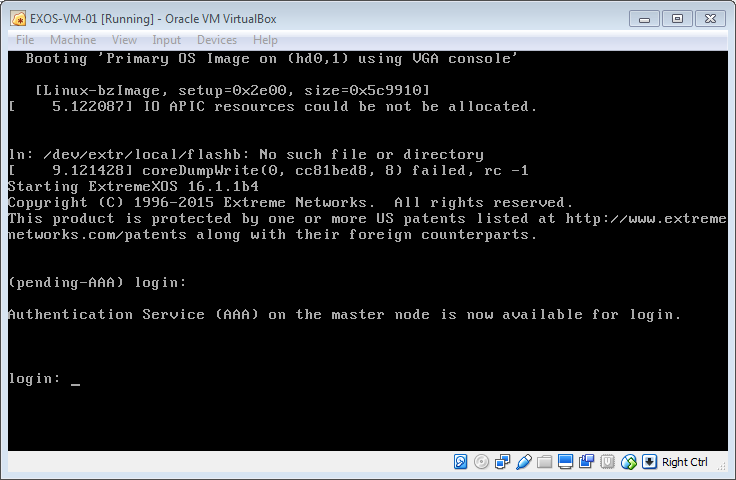 EXOS-VM-01 [Running] - Oracle VM VirtualBox
File Machine View Input Devices Help
Booting 'Primary OS Image on (hd0,1) using VGA console'
[Linux-bzImage, setup=0x2e00, size=0x5c9910]
[    5.122087] IO APIC resources could be not be allocated.
ln: /dev/extr/local/flashb: No such file or directory
[    9.121428] coreDumpWrite(0, cc81bed8, 8) failed, rc -1
Starting ExtremeXOS 16.1.1b4
Copyright (C) 1996-2015 Extreme Networks.  All rights reserved.
This product is protected by one or more US patents listed at http://www.extreme
networks.com/patents along with their foreign counterparts.
(pending-AAA) login:
Authentication Service (AAA) on the master node is now available for login.
login: _
Right Ctrl